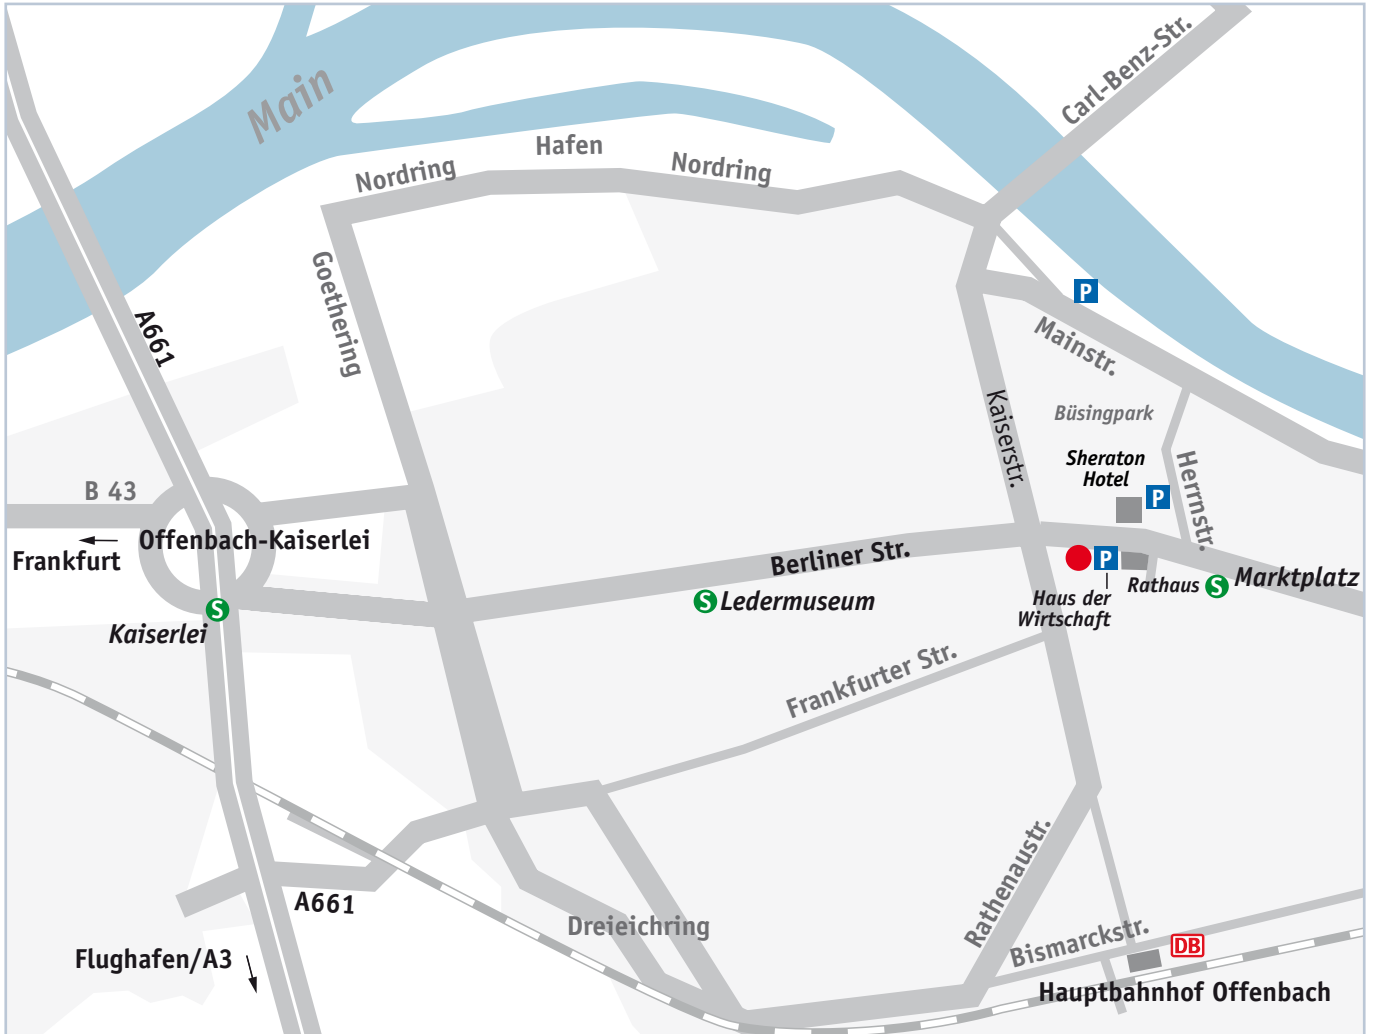 Main
Carl-Benz-Str.
Hafen
Nordring
Nordring
Goethering
P
A661
Mainstr.
Kaiserstr.
Büsingpark
Sheraton
Hotel
Herrnstr.
P
B 43
Offenbach-Kaiserlei
Frankfurt
Berliner Str.
P
Rathaus
S
Marktplatz
Haus der
Wirtschaft
S
Ledermuseum
S
Kaiserlei
Frankfurter Str.
Rathenaustr.
A661
Dreieichring
Bismarckstr.
DB
Flughafen/A3
Hauptbahnhof Offenbach